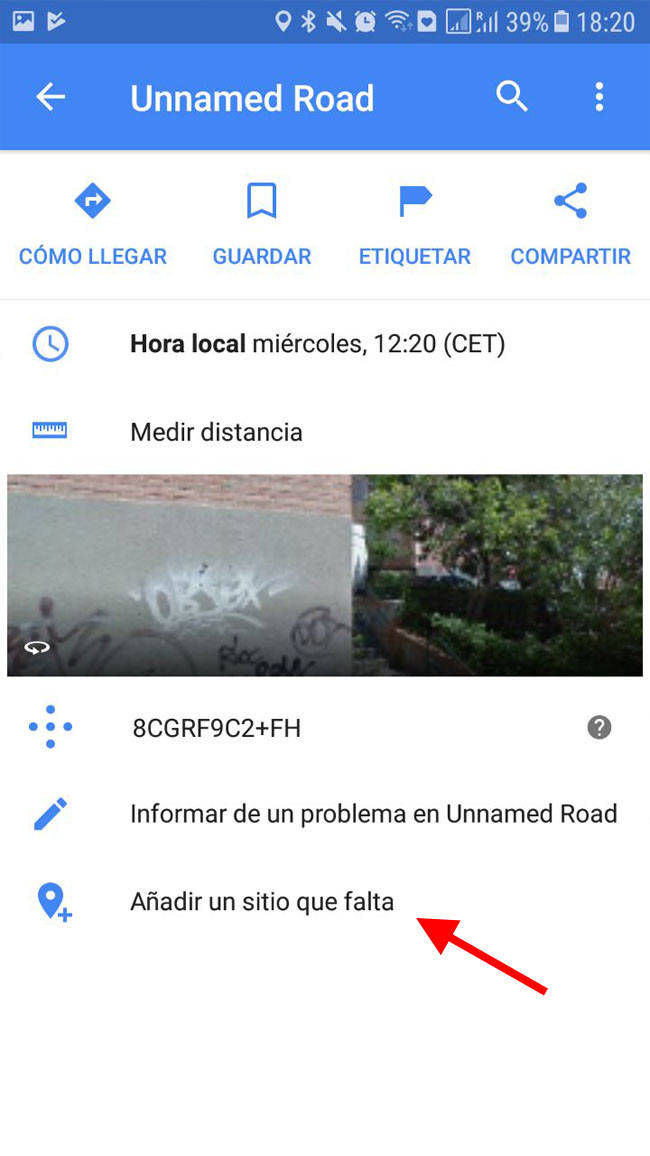 39% 18:20
Unnamed Road
CÓMO LLEGAR GUARDAR ETIQUETAR COMPARTIR
Hora local miércoles, 12:20 (CET)
Medir distancia
8CGRF9C2+FH
Informar de un problema en Unnamed Road
Añadir un sitio que falta